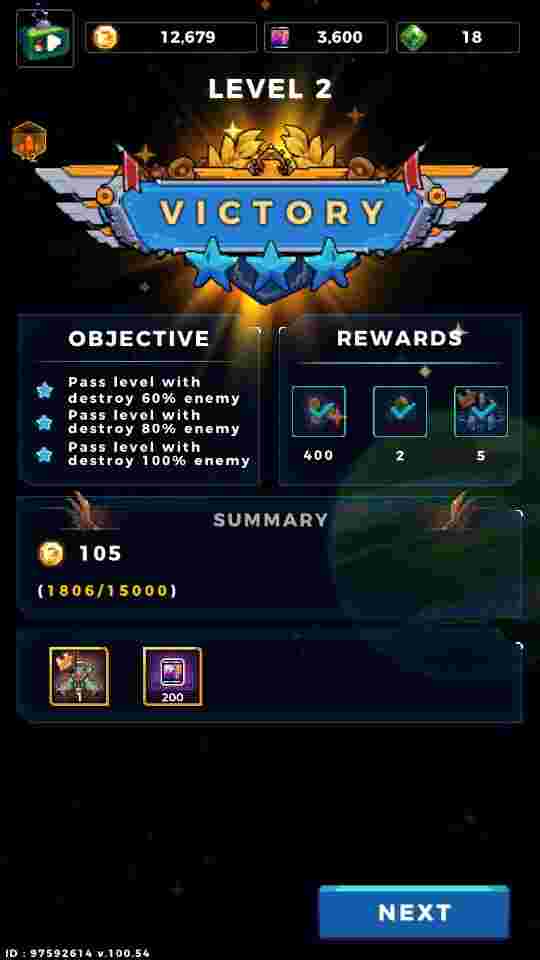 12,679
3,600
18
LEVEL 2
VICTORY
OBJECTIVE
Pass level with
destroy 60% enemy
Pass level with
destroy 80% enemy
Pass level with
destroy 100% enemy
REWARDS
400
2
5
SUMMARY
105
(1806/15000)
1
200
NEXT
ID : 97592614 v.100.54